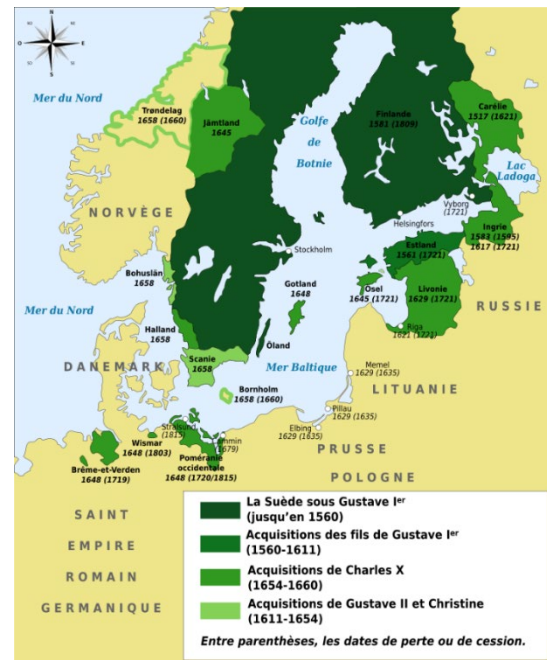 N
O
E
S
Mer du Nord
Trøndelag
1658 (1660)
Jämtland
1645
Golfe
de
Botnie
Finlande
1581 (1809)
Carélie
1517 (1621)
Lac
Ladoga
NORVÈGE
Vyborg
(1721)
Helsingfors
Ingrie
1583 (1595)
1617 (1721)
Stockholm
Estland
1561 (1721)
Bohuslän
1658
Gotland
1648
Osel
1645 (1721)
Livonie
1629 (1721)
RUSSIE
Mer du Nord
Halland
1658
Öland
Riga
1621 (1721)
DANEMARK
Scanie
1658
Mer Baltique
Memel
1629 (1635)
LITUANIE
Bornholm
1658 (1660)
Pillau
1629 (1635)
Stralsund
(1815)
Elbing
1629 (1635)
Wismar
1648 (1803)
(1679)
PRUSSE
Brême-et-Verden
1648 (1719)
Poméranie
occidentale
1648 (1720/1815)
POLOGNE
SAINT
EMPIRE
ROMAIN
GERMANIQUE
La Suède sous Gustave Iᵉʳ
(jusqu'en 1560)
Acquisitions des fils de Gustave Iᵉʳ
(1560-1611)
Acquisitions de Charles X
(1654-1660)
Acquisitions de Gustave II et Christine
(1611-1654)
Entre parenthèses, les dates de perte ou de cession.